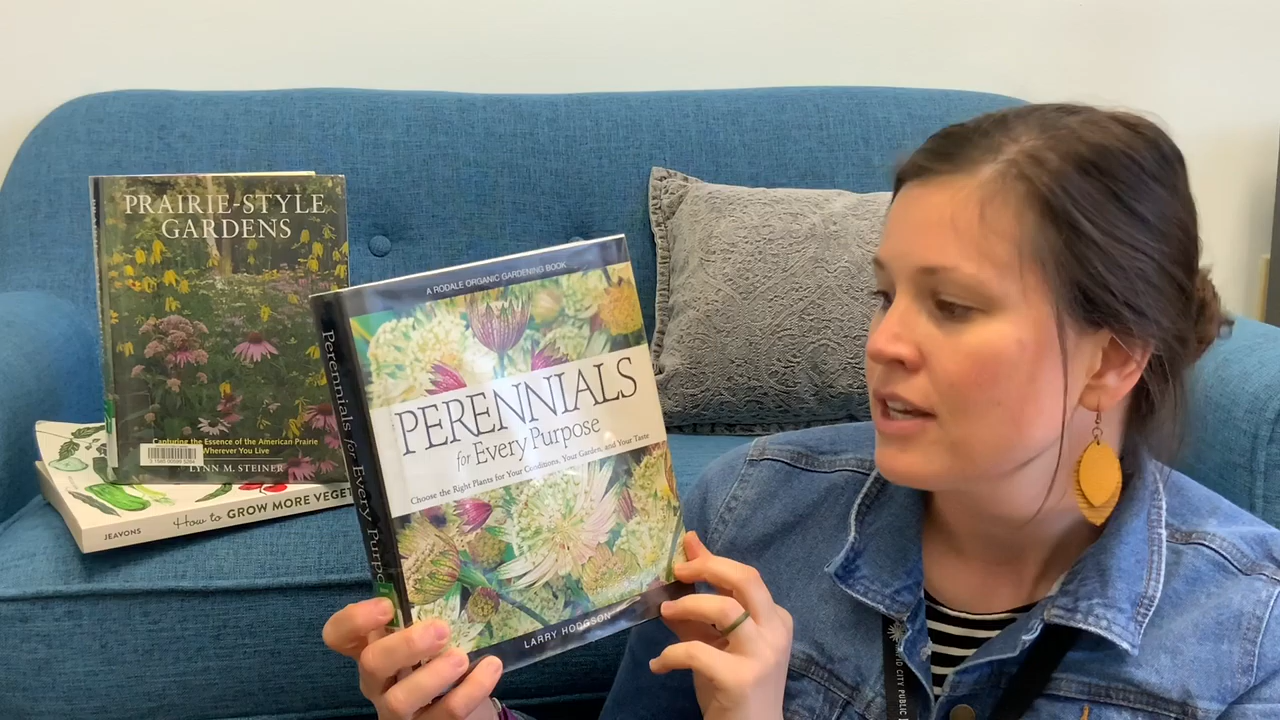 PRAIRIE-STYLE
GARDENS
Capturing the Essence of the American Prairie
Wherever You Live
LYNN M. STEINER
JEAVONS
How to GROW MORE VEGET
A RODALE ORGANIC GARDENING BOOK
PERENNIALS
for Every Purpose
Choose the Right Plants for Your Conditions, Your Garden, and Your Taste
LARRY HODGSON
Perennials for Every Purpo
CITY PUBLIC